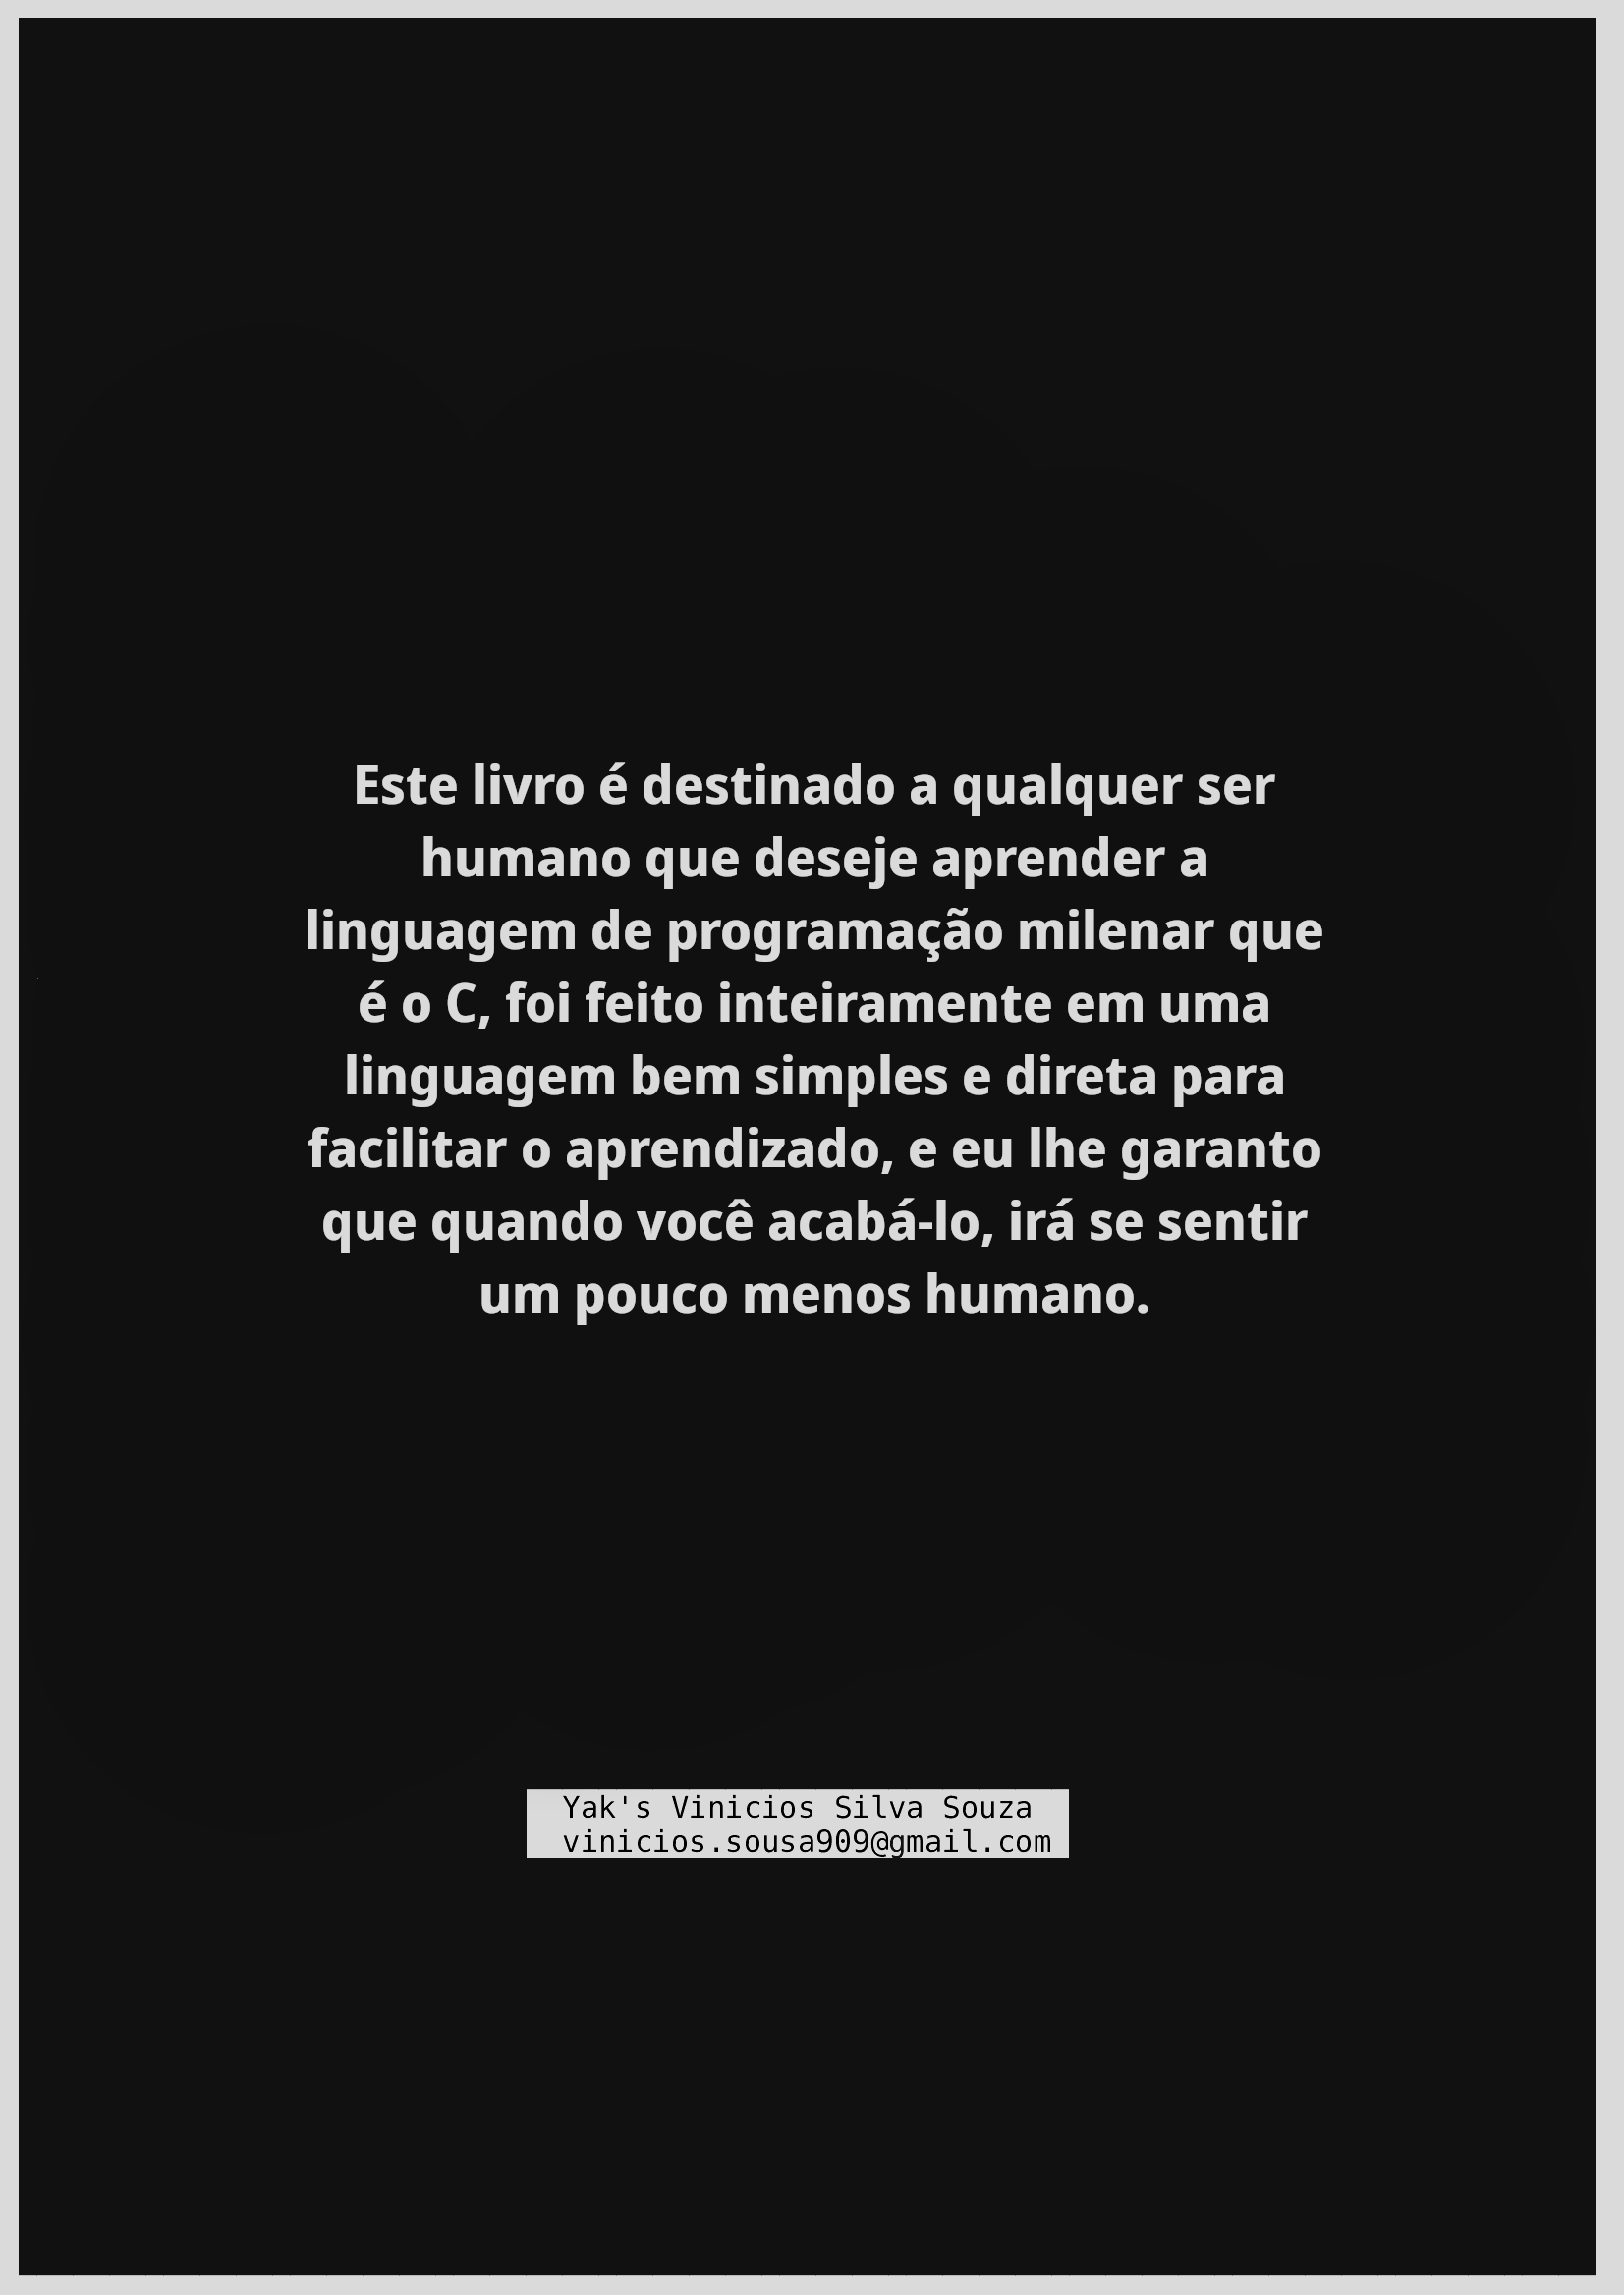 Este livro é destinado a qualquer ser
humano que deseje aprender a
linguagem de programação milenar que
é o C, foi feito inteiramente em uma
linguagem bem simples e direta para
facilitar o aprendizado, e eu lhe garanto
que quando você acabá-lo, irá se sentir
um pouco menos humano.
Yak's Vinicios Silva Souza
vinicios.sousa909@gmail.com